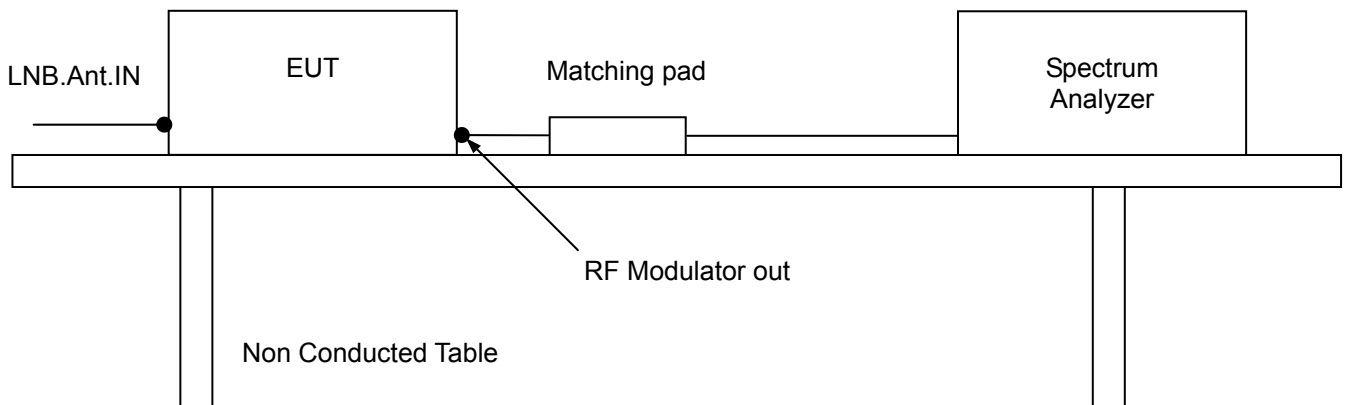 LNB.Ant.IN
EUT
Matching pad
Spectrum
Analyzer
RF Modulator out
Non Conducted Table